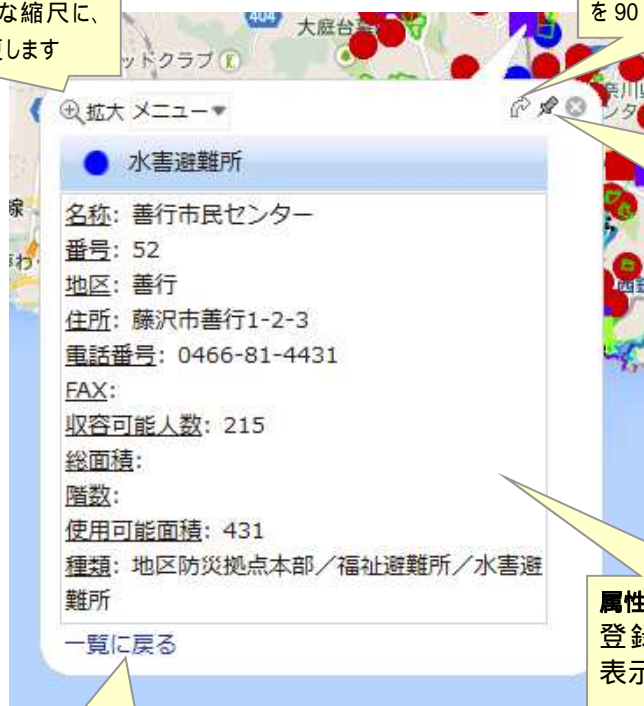 な縮尺に、
更します
を 90
404
大庭台
ッドクラブ
拡大 メニュー▼
水害避難所
名称: 善行市民センター
番号: 52
地区: 善行
住所: 藤沢市善行1-2-3
電話番号: 0466-81-4431
FAX:
収容可能人数: 215
総面積:
階数:
使用可能面積: 431
種類: 地区防災拠点本部／福祉避難所／水害避
難所
一覧に戻る
属性
登録
表示